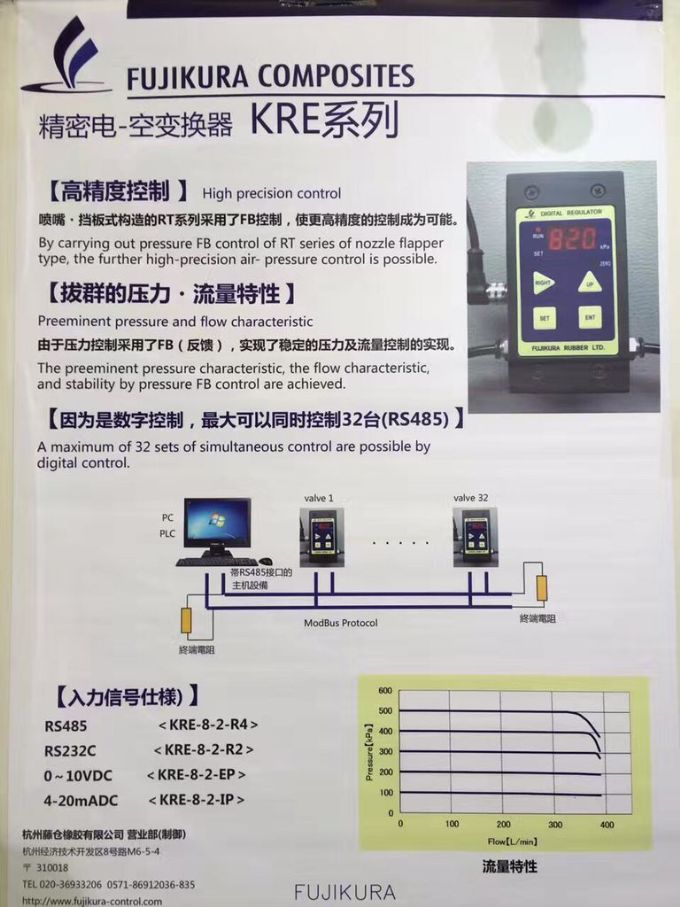 FUJIKURA COMPOSITES
精密电-空变换器 KRE系列
【高精度控制 】 High precision control
喷嘴・挡板式构造的RT系列采用了FB控制，使更高精度的控制成为可能。
By carrying out pressure FB control of RT series of nozzle flapper
type, the further high-precision air- pressure control is possible.
DIGITAL REGULATOR
RUN
820
kPa
SET
ZERO
RIGHT
UP
SET
ENT
FUJIKURA RUBBER LTD.
【拔群的压力・流量特性】
Preeminent pressure and flow characteristic
由于压力控制采用了FB（反馈），实现了稳定的压力及流量控制的实现。
The preeminent pressure characteristic, the flow characteristic,
and stability by pressure FB control are achieved.
【因为是数字控制，最大可以同时控制32台(RS485) 】
A maximum of 32 sets of simultaneous control are possible by
digital control.
valve 1
valve 32
PC
PLC
带RS485接口的
主机設備
終端電阻
ModBus Protocol
終端電阻
【入力信号仕様)】
RS485 <KRE-8-2-R4>
RS232C <KRE-8-2-R2>
0～10VDC <KRE-8-2-EP>
4-20mADC <KRE-8-2-IP>
600
500
400
300
200
100
0
Pressure[kPa]
0 100 200 300 400
Flow[L/min]
流量特性
杭州藤仓橡胶有限公司 营业部(制御)
杭州经济技术开发区8号路M6-5-4
〒 310018
TEL 020-36933206 0571-86912036-835
http://www.fujikura-control.com
FUJIKURA